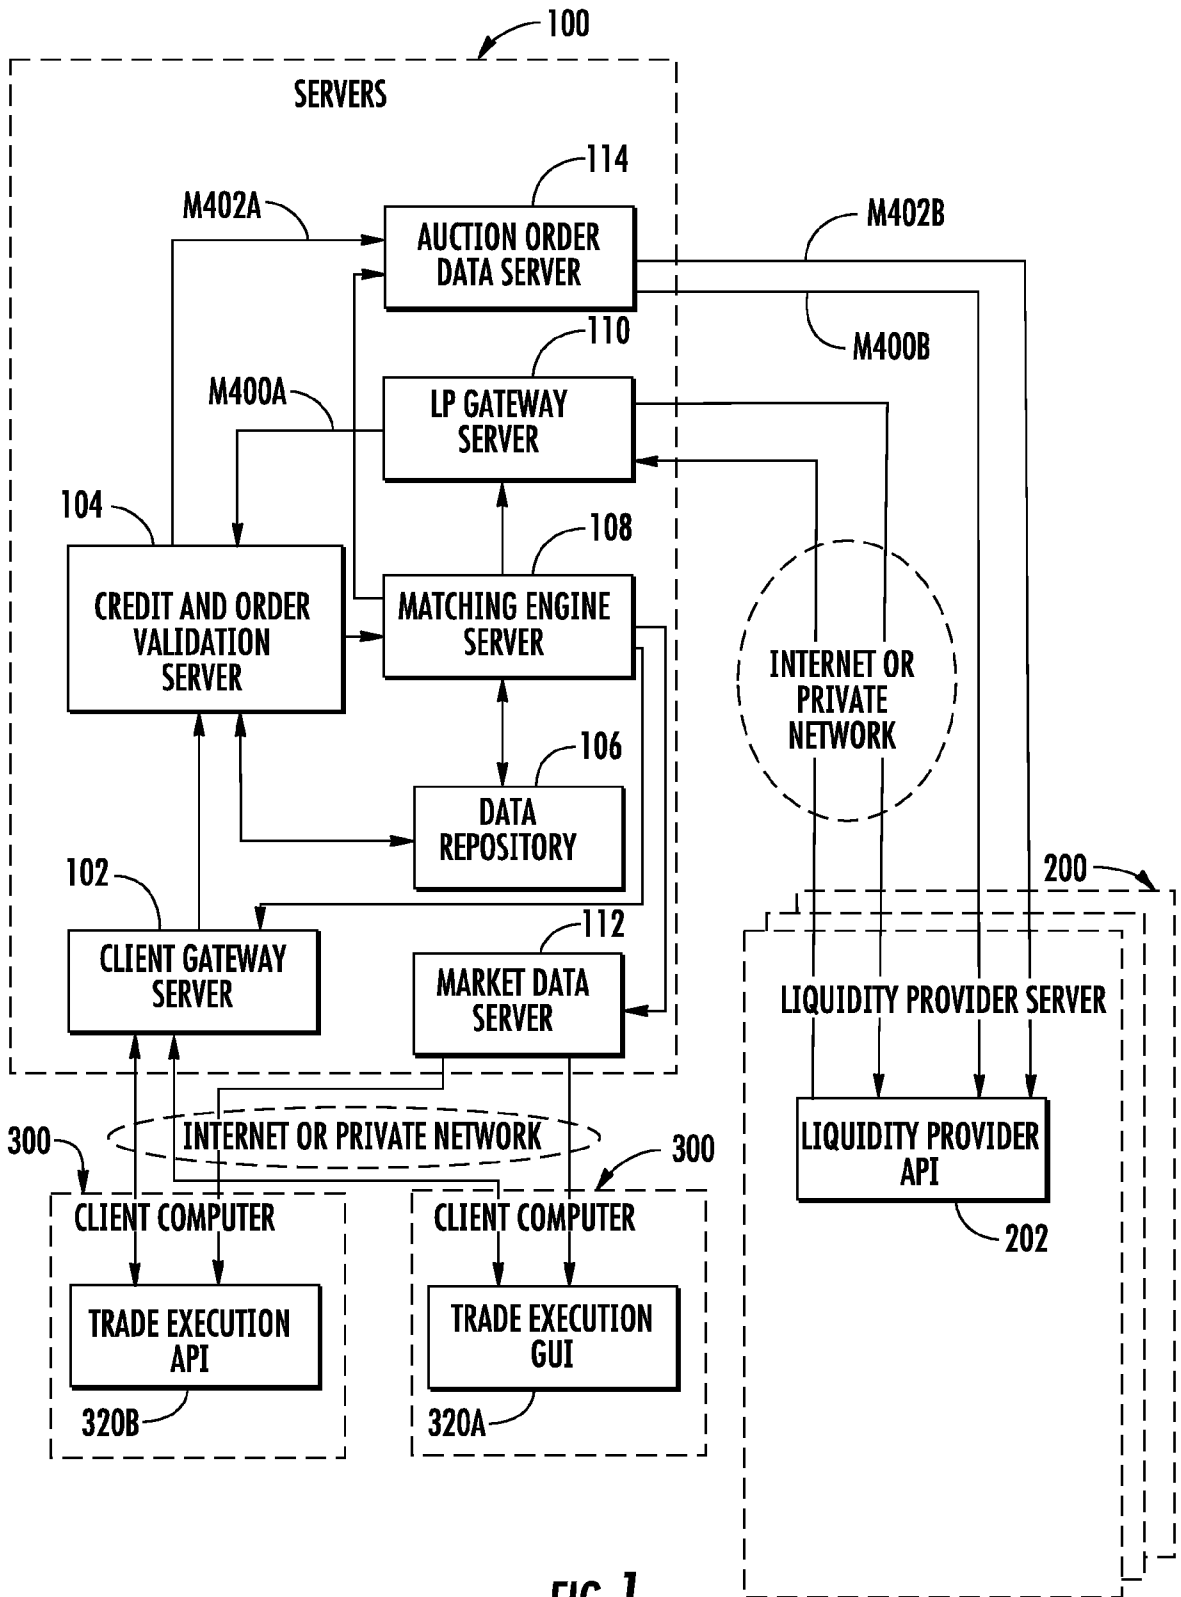 100
SERVERS
114
M402A
M402B
AUCTION ORDER
DATA SERVER
110
M400B
M400A
LP GATEWAY
SERVER
104
108
CREDIT AND ORDER
VALIDATION
SERVER
MATCHING ENGINE
SERVER
INTERNET OR
PRIVATE
NETWORK
106
DATA
REPOSITORY
102
200
112
CLIENT GATEWAY
SERVER
MARKET DATA
SERVER
LIQUIDITY PROVIDER SERVER
300
INTERNET OR PRIVATE NETWORK
300
LIQUIDITY PROVIDER
API
CLIENT COMPUTER
CLIENT COMPUTER
202
TRADE EXECUTION
API
TRADE EXECUTION
GUI
320B
320A
FIG. 1